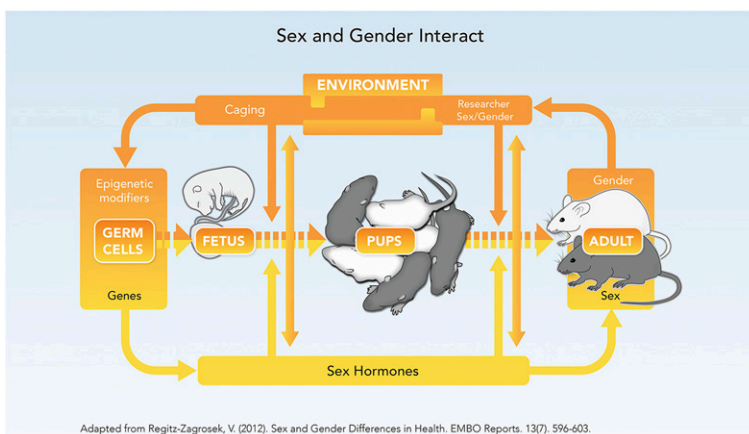 Sex and Gender Interact
ENVIRONMENT
Caging
Researcher
Sex/Gender
Epigenetic
modifiers
GERM
CELLS
Genes
FETUS
PUPS
Gender
ADULT
Sex
Sex Hormones
Adapted from Regitz-Zagrosek, V. (2012). Sex and Gender Differences in Health. EMBO Reports. 13(7). 596-603.